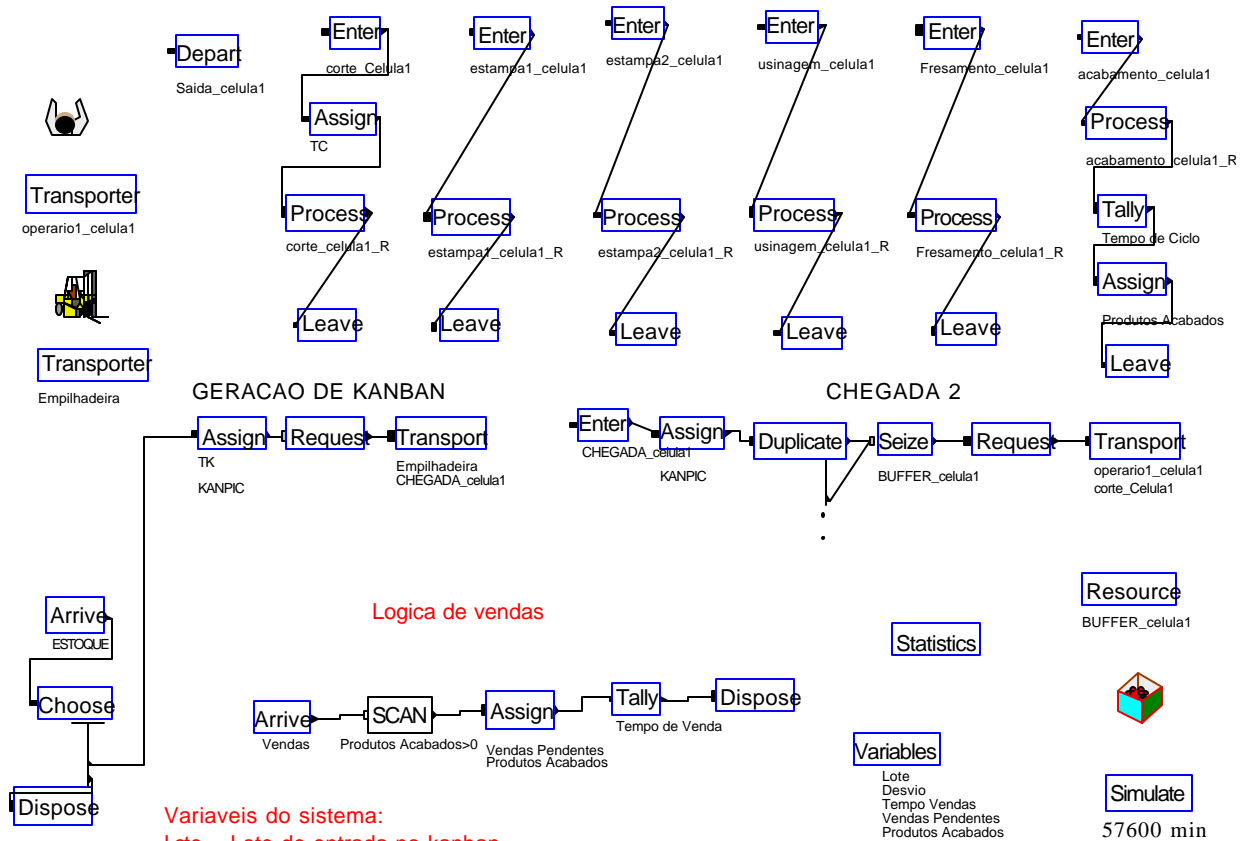 Depart
Saida_celula1
Enter
corte_Celula1
Assign
TC
Process
corte_celula1_R
Leave
Enter
estampa1_celula1
Process
estampa1_celula1_R
Leave
Enter
estampa2_celula1
Process
estampa2_celula1_R
Leave
Enter
usinagem_celula1
Process
usinagem_celula1_R
Leave
Enter
Fresamento_celula1
Process
Fresamento_celula1_R
Leave
Enter
acabamento_celula1
Process
acabamento_celula1_R
Tally
Tempo de Ciclo
Assign
Produtos Acabados
Leave
Transporter
operario1_celula1
Transporter
Empilhadeira
GERACAO DE KANBAN
Assign
TK
KANPIC
Request
Transport
Empilhadeira
CHEGADA_celula1
CHEGADA 2
Enter
CHEGADA_celula1
Assign
KANPIC
Duplicate
Seize
BUFFER_celula1
Request
Transport
operario1_celula1
corte_Celula1
Arrive
ESTOQUE
Choose
Dispose
Logica de vendas
Arrive
Vendas
SCAN
Produtos Acabados>0
Assign
Vendas Pendentes
Produtos Acabados
Tally
Tempo de Venda
Dispose
Statistics
Resource
BUFFER_celula1
Variables
Lote
Desvio
Tempo Vendas
Vendas Pendentes
Produtos Acabados
Simulate
57600 min
Variaveis do sistema: